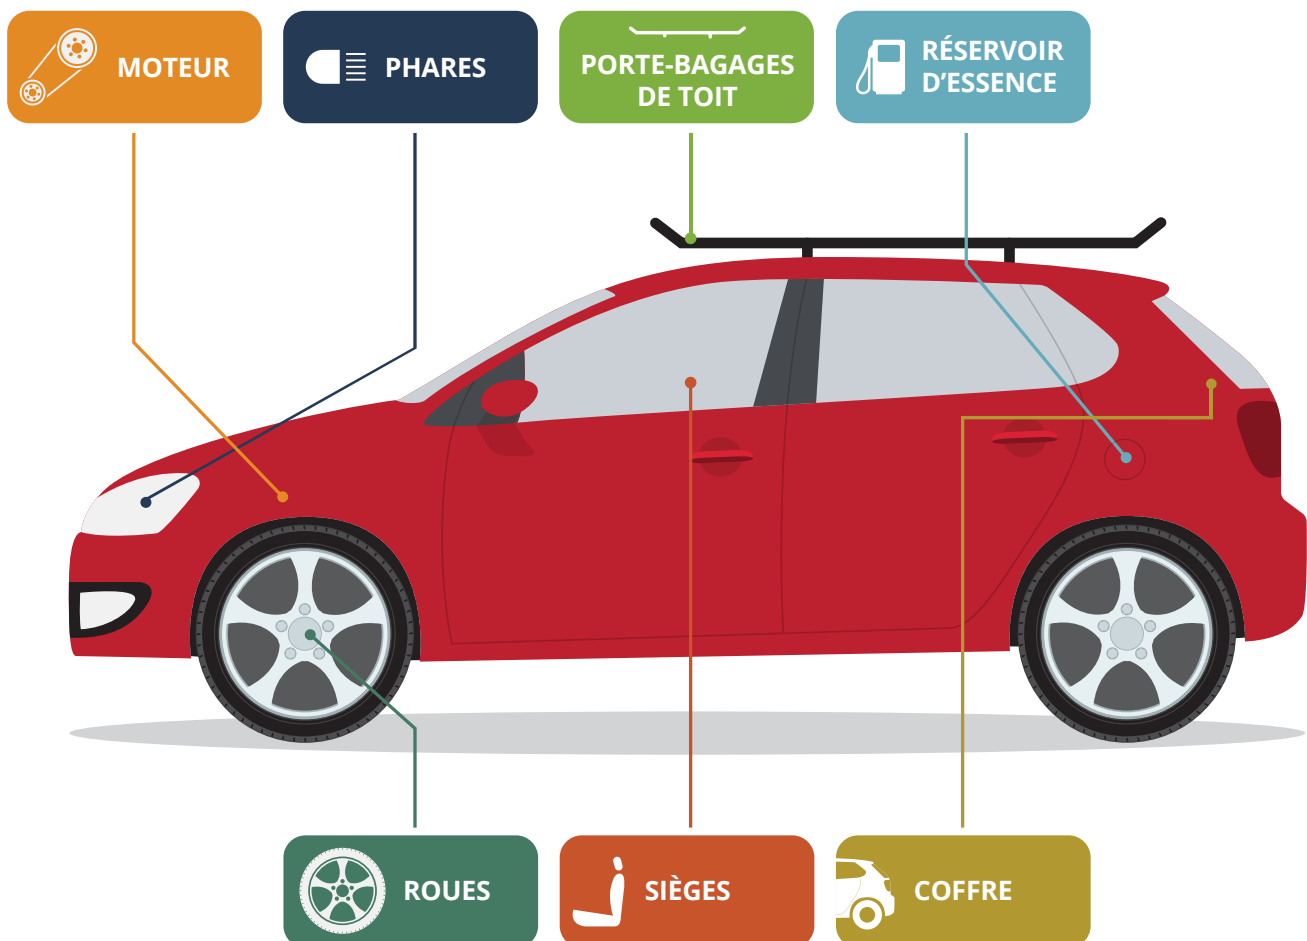 MOTEUR
PHARES
PORTE-BAGAGES
DE TOIT
RÉSERVOIR
D’ESSENCE
ROUES
SIÈGES
COFFRE